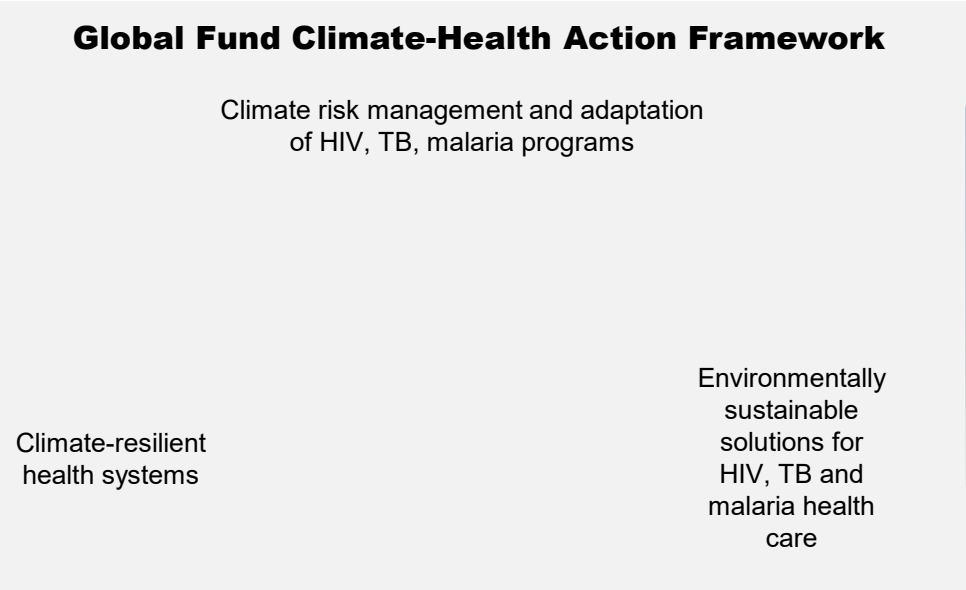 Global Fund Climate-Health Action Framework
Climate risk management and adaptation
of HIV, TB, malaria programs
Climate-resilient
health systems
Environmentally
sustainable
solutions for
HIV, TB and
malaria health
care